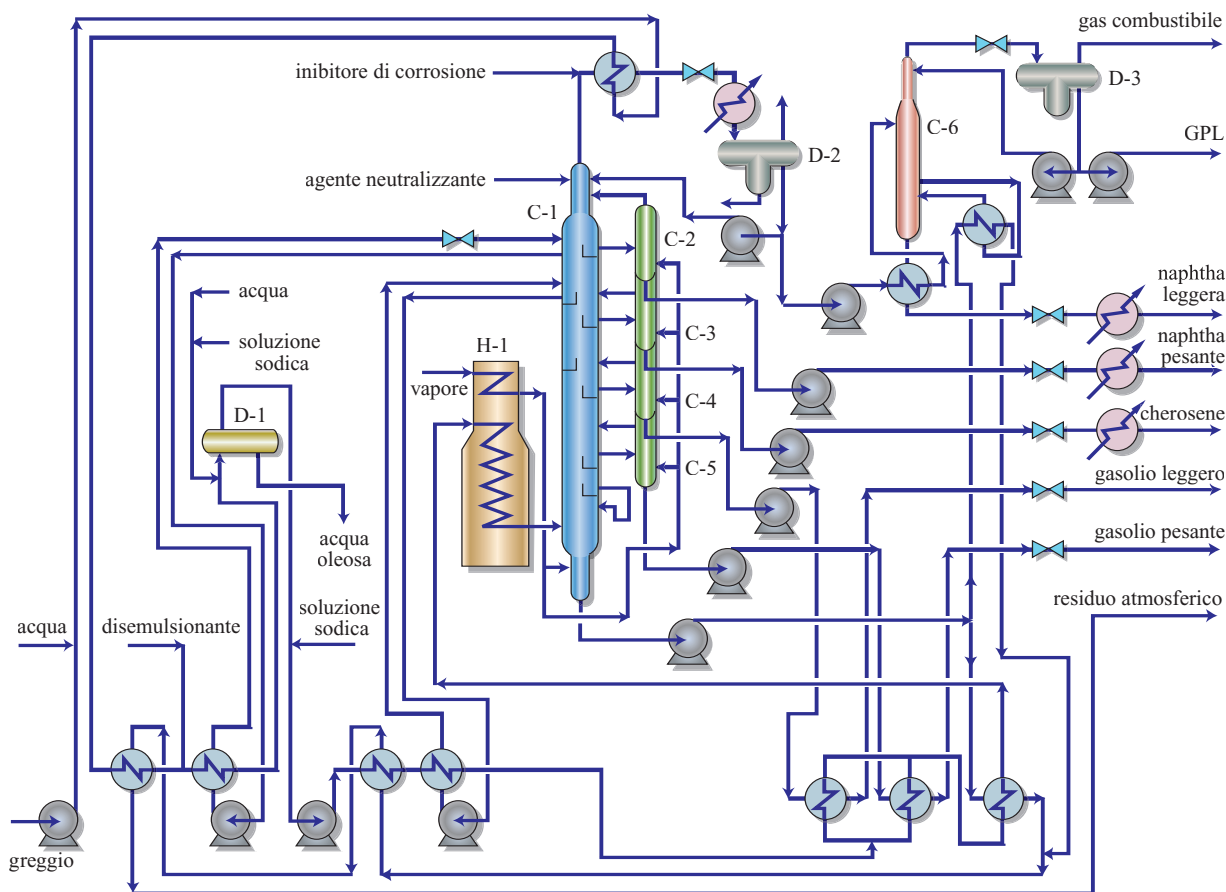 gas combustibile
inibitore di corrosione
D-3
C-6
GPL
D-2
agente neutralizzante
C-1
C-2
acqua
naphtha
leggera
soluzione
sodica
C-3
H-1
naphtha
pesante
vapore
C-4
D-1
cherosene
C-5
gasolio leggero
acqua
oleosa
gasolio pesante
residuo atmosferico
acqua
disemulsionante
soluzione
sodica
greggio